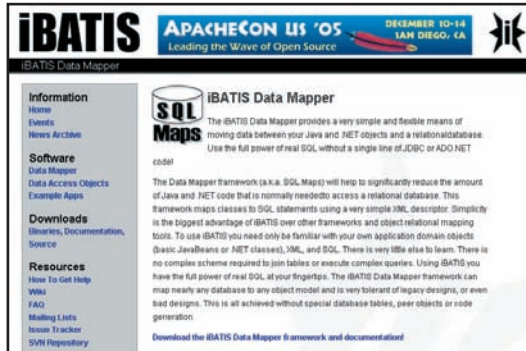 iBATIS
APACHECON US '05
Leading the Wave of Open Source
DECEMBER 10-14
SAN DIEGO, CA
iBATIS Data Mapper
Information
Home
Events
News Archive
Software
Data Mapper
Data Access Objects
Example Apps
Downloads
Binaries, Documentation,
Source
Resources
How To Get Help
Wiki
FAQ
Mailing Lists
Issue Tracker
SVN Repository
SQL
Maps
iBATIS Data Mapper
The iBATIS Data Mapper provides a very simple and flexible means of
moving data between your Java and .NET objects and a relationaldatabase.
Use the full power of real SQL without a single line of JDBC or ADO.NET
code!
The Data Mapper framework (a.k.a. SQL Maps) will help to significantly reduce the amount
of Java and .NET code that is normally neededto access a relational database. This
framework maps classes to SQL statements using a very simple XML descriptor. Simplicity
is the biggest advantage of iBATIS over other frameworks and object relational mapping
tools. To use iBATIS you need only be familiar with your own application domain objects
(basic JavaBeans or .NET classes), XML, and SQL. There is very little else to learn. There is
no complex scheme required to join tables or execute complex queries. Using iBATIS you
have the full power of real SQL at your fingertips. The iBATIS Data Mapper framework can
map nearly any database to any object model and is very tolerant of legacy designs, or even
bad designs. This is all achieved without special database tables, peer objects or code
generation.
Download the iBATIS Data Mapper framework and documentation!